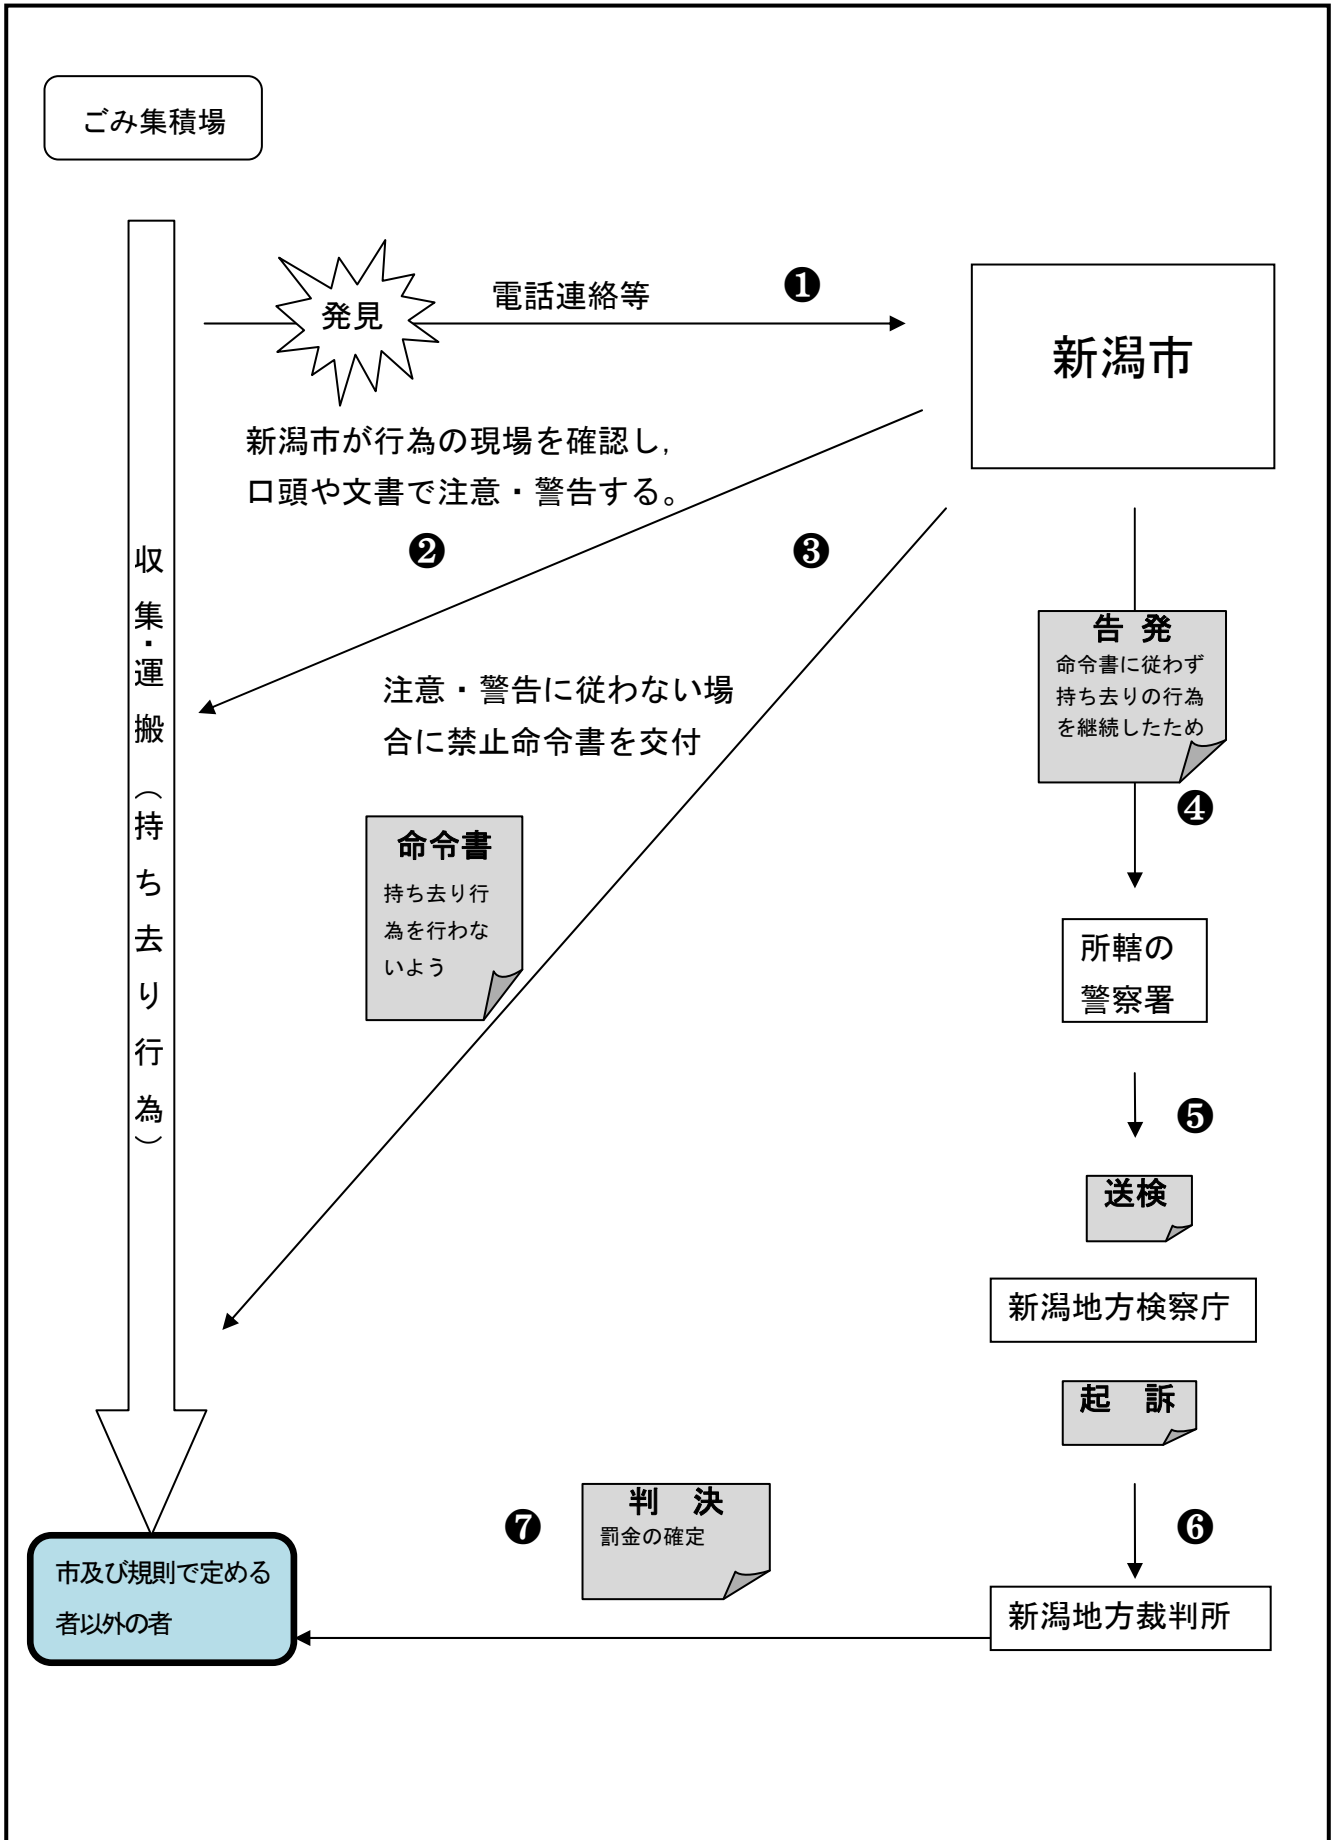 ごみ集積場
発見
電話連絡等
❶
新潟市
新潟市が行為の現場を確認し,
口頭や文書で注意・警告する。
❷
❸
収集・運搬（持ち去り行為）
告 発
命令書に従わず
持ち去りの行為
を継続したため
❹
注意・警告に従わない場
合に禁止命令書を交付
命令書
持ち去り行
為を行わな
いよう
所轄の
警察署
❺
送検
新潟地方検察庁
起 訴
❻
判 決
罰金の確定
❼
市及び規則で定める
者以外の者
新潟地方裁判所